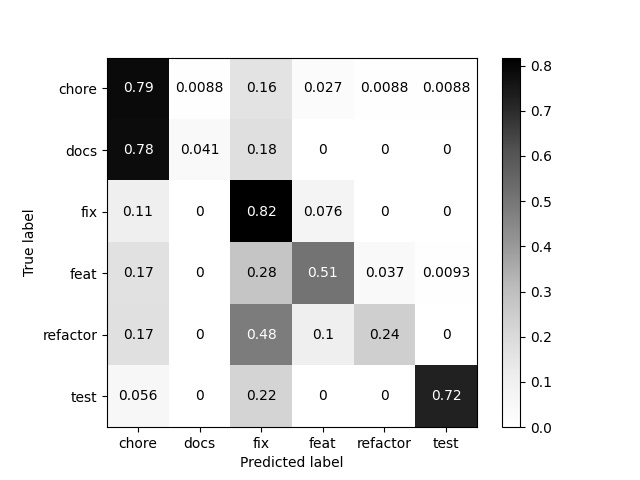 chore 0.79 0.0088 0.16 0.027 0.0088 0.0088
docs 0.78 0.041 0.18 0 0 0
fix 0.11 0 0.82 0.076 0 0
feat 0.17 0 0.28 0.51 0.037 0.0093
refactor 0.17 0 0.48 0.1 0.24 0
test 0.056 0 0.22 0 0 0.72
chore docs fix feat refactor test
Predicted label
True label
0.8
0.7
0.6
0.5
0.4
0.3
0.2
0.1
0.0